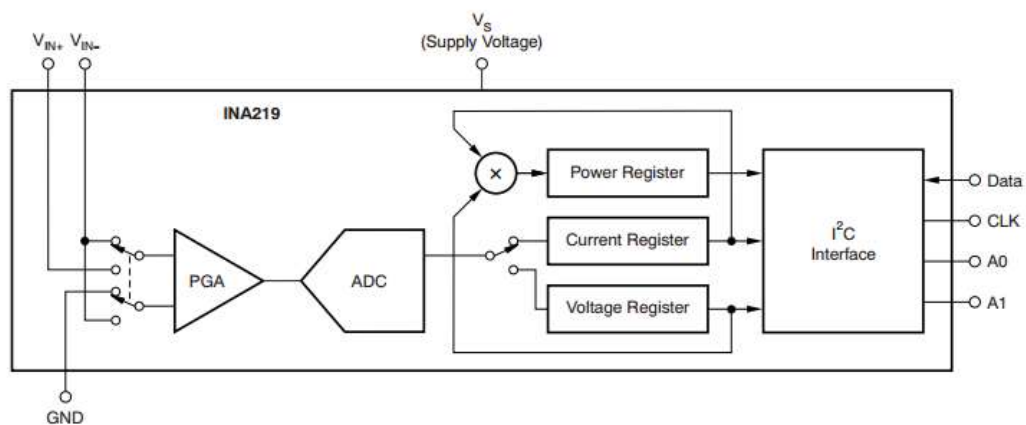 V_S
(Supply Voltage)
V_IN+ V_IN–
INA219
×
Power Register
Current Register
Voltage Register
PGA
ADC
I²C
Interface
Data
CLK
A0
A1
GND